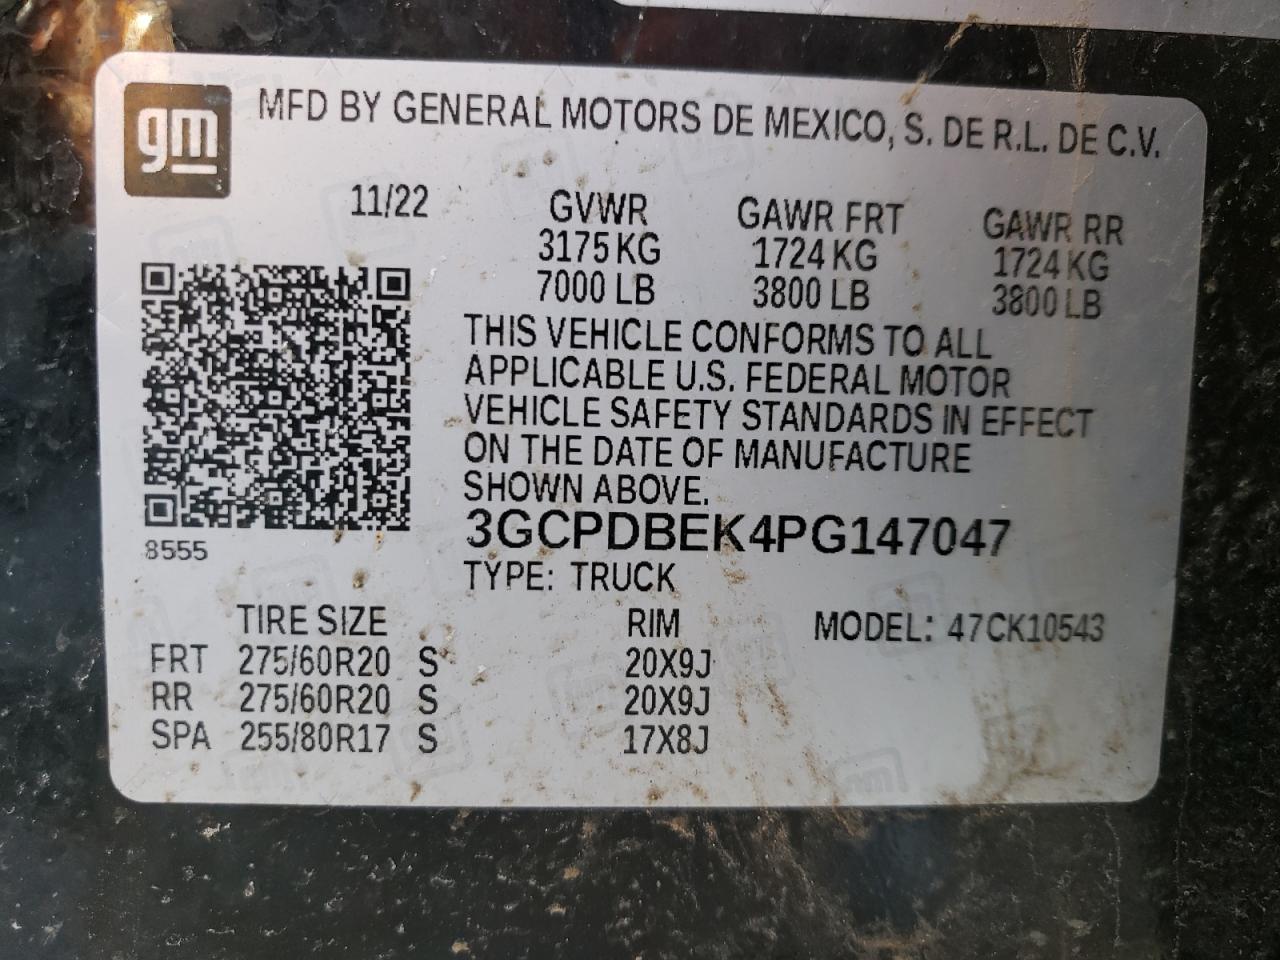 gm
MFD BY GENERAL MOTORS DE MEXICO, S. DE R.L. DE C.V.
11/22 GVWR GAWR FRT GAWR RR
3175 KG 1724 KG 1724 KG
7000 LB 3800 LB 3800 LB
THIS VEHICLE CONFORMS TO ALL
APPLICABLE U.S. FEDERAL MOTOR
VEHICLE SAFETY STANDARDS IN EFFECT
ON THE DATE OF MANUFACTURE
SHOWN ABOVE.
3GCPDBEK4PG147047
8555
TYPE: TRUCK
TIRE SIZE RIM MODEL: 47CK10543
FRT 275/60R20 S 20X9J
RR 275/60R20 S 20X9J
SPA 255/80R17 S 17X8J